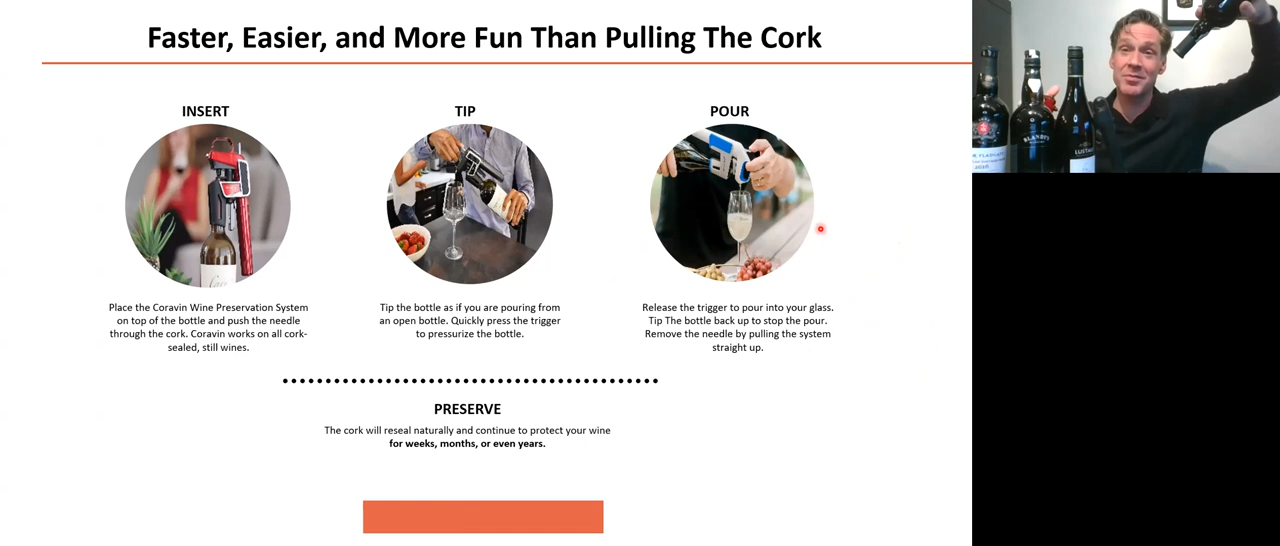 Faster, Easier, and More Fun Than Pulling The Cork
INSERT
Place the Coravin Wine Preservation System
on top of the bottle and push the needle
through the cork. Coravin works on all cork-
sealed, still wines.
TIP
Tip the bottle as if you are pouring from
an open bottle. Quickly press the trigger
to pressurize the bottle.
POUR
Release the trigger to pour into your glass.
Tip The bottle back up to stop the pour.
Remove the needle by pulling the system
straight up.
PRESERVE
The cork will reseal naturally and continue to protect your wine
for weeks, months, or even years.
BLANDY'S
LUSTAU